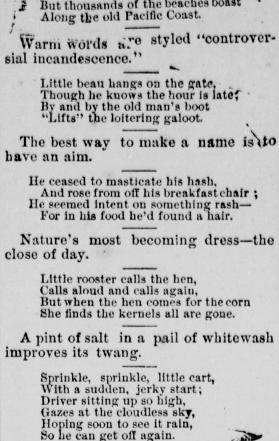 But thousands of the beaches boast
Along the old Pacific Coast.
Warm words are styled "controver-
sial incandescence."
Little beau hangs on the gate,
Though he knows the hour is late;
By and by the old man's boot
"Lifts" the loitering galoot.
The best way to make a name is to
have an aim.
He ceased to masticate his hash,
And rose from off his breakfast chair;
He seemed intent on something rash—
For in his food he'd found a hair.
Nature's most becoming dress—the
close of day.
Little rooster calls the hen,
Calls aloud and calls again,
But when the hen comes for the corn
She finds the kernels all are gone.
A pint of salt in a pail of whitewash
improves its twang.
Sprinkle, sprinkle, little cart,
With a sudden, jerky start;
Driver sitting up so high,
Gazes at the cloudless sky,
Hoping soon to see it rain,
So he can get off again.